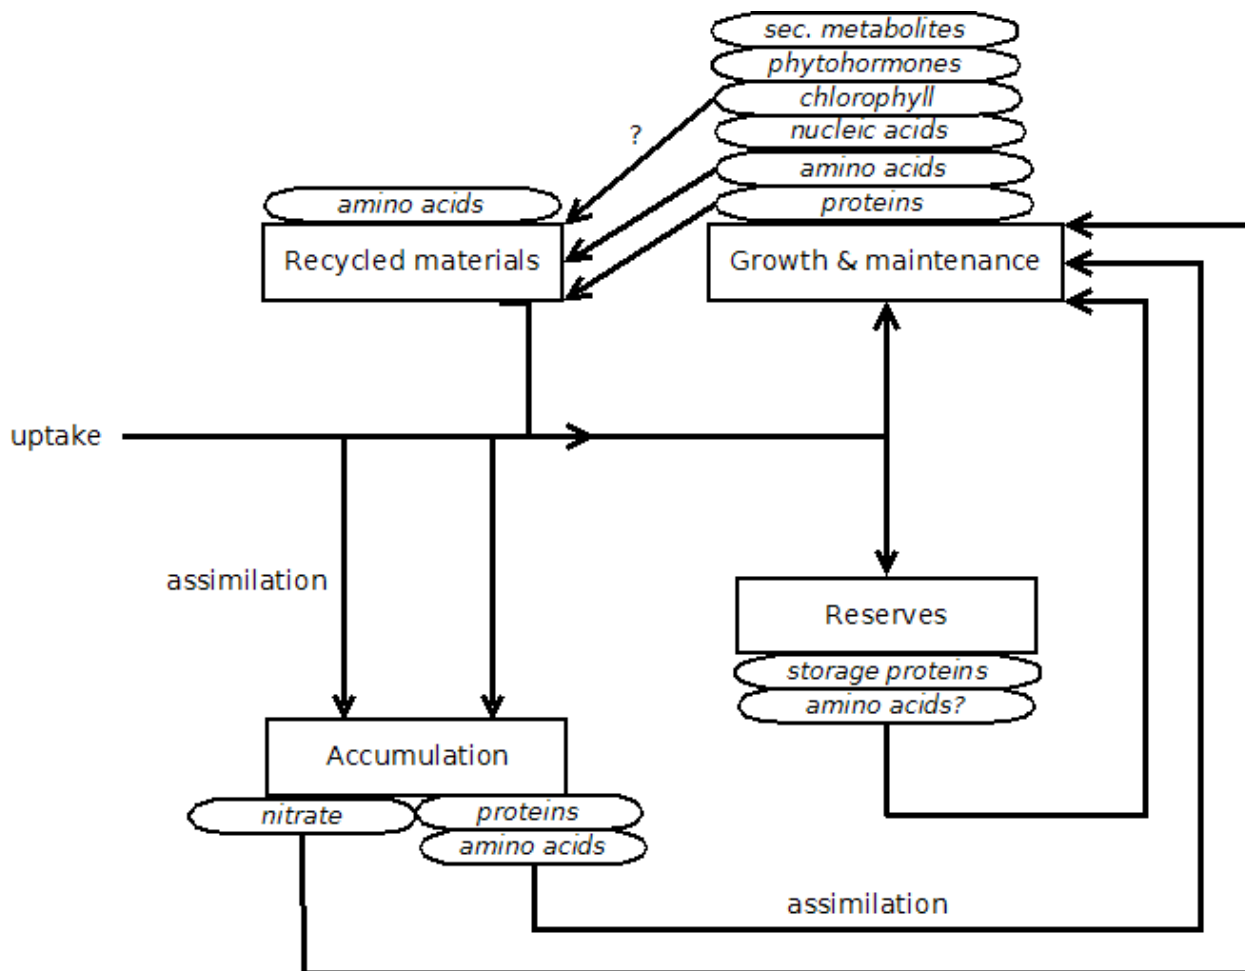 sec. metabolites
phytohormones
chlorophyll
?
nucleic acids
amino acids
amino acids
proteins
Recycled materials
Growth & maintenance
uptake
assimilation
Reserves
storage proteins
amino acids?
Accumulation
nitrate
proteins
amino acids
assimilation